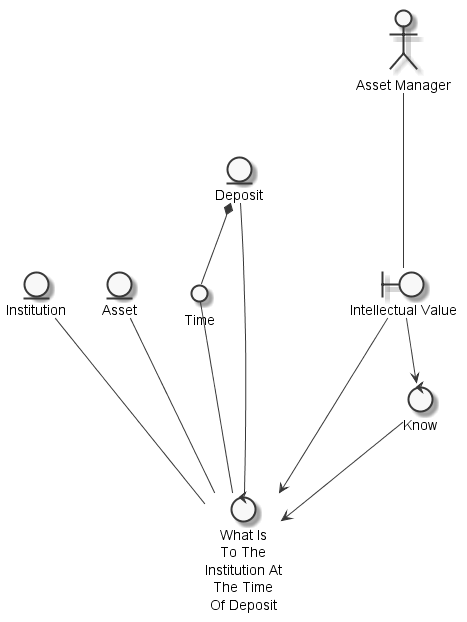 Asset Manager
Deposit
Institution
Asset
Time
Intellectual Value
Know
What Is
To The
Institution At
The Time
Of Deposit